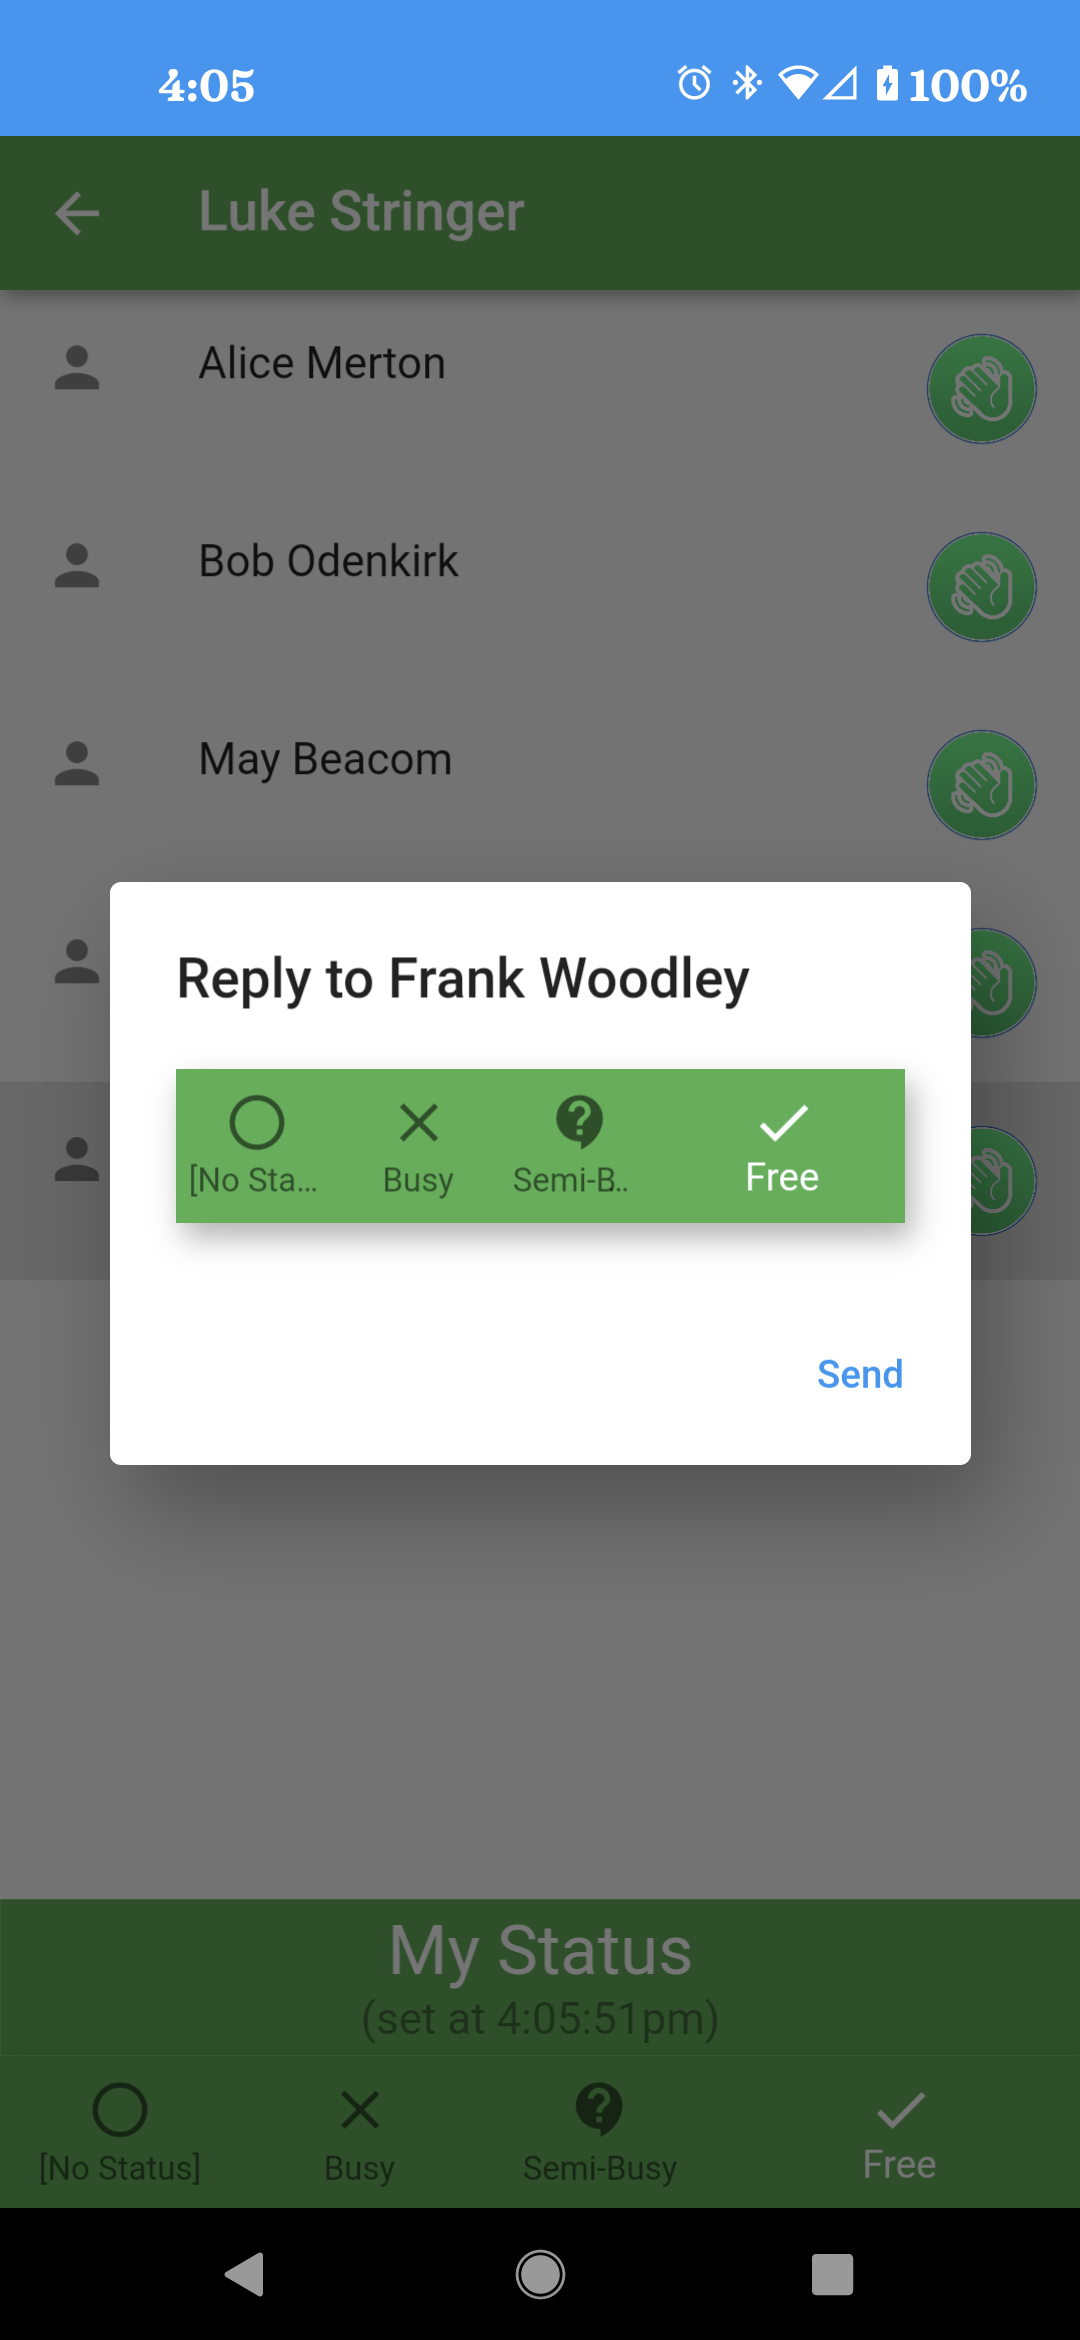 4:05 100%
Luke Stringer
Alice Merton
Bob Odenkirk
May Beacom
Reply to Frank Woodley
[No Sta... Busy Semi-B.. Free
Send
My Status
(set at 4:05:51pm)
[No Status] Busy Semi-Busy Free